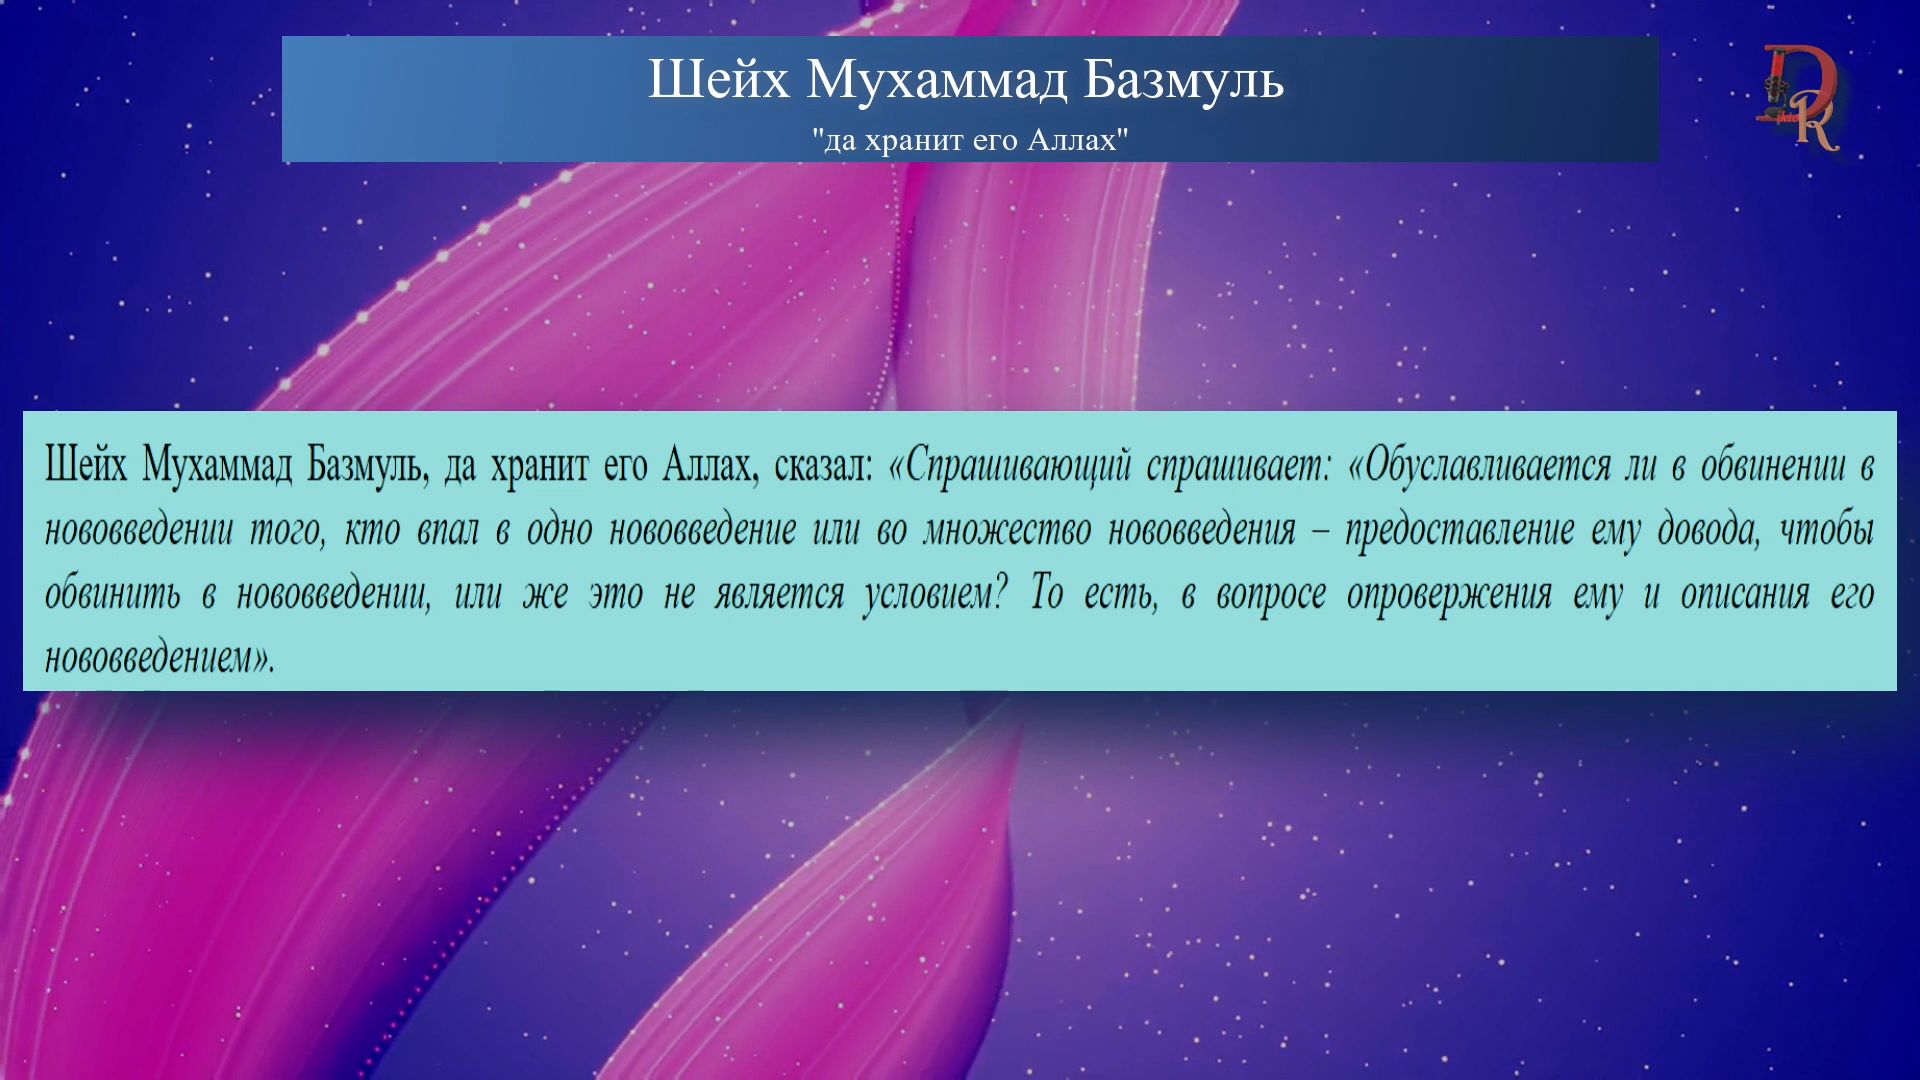 Шейх Мухаммад Базмуль
"да хранит его Аллах"
Шейх Мухаммад Базмуль, да хранит его Аллах, сказал: «Спрашивающий спрашивает: «Обуславливается ли в обвинении в
нововведении того, кто впал в одно нововведение или во множество нововведения – предоставление ему довода, чтобы
обвинить в нововведении, или же это не является условием? То есть, в вопросе опровержения ему и описания его
нововведением».